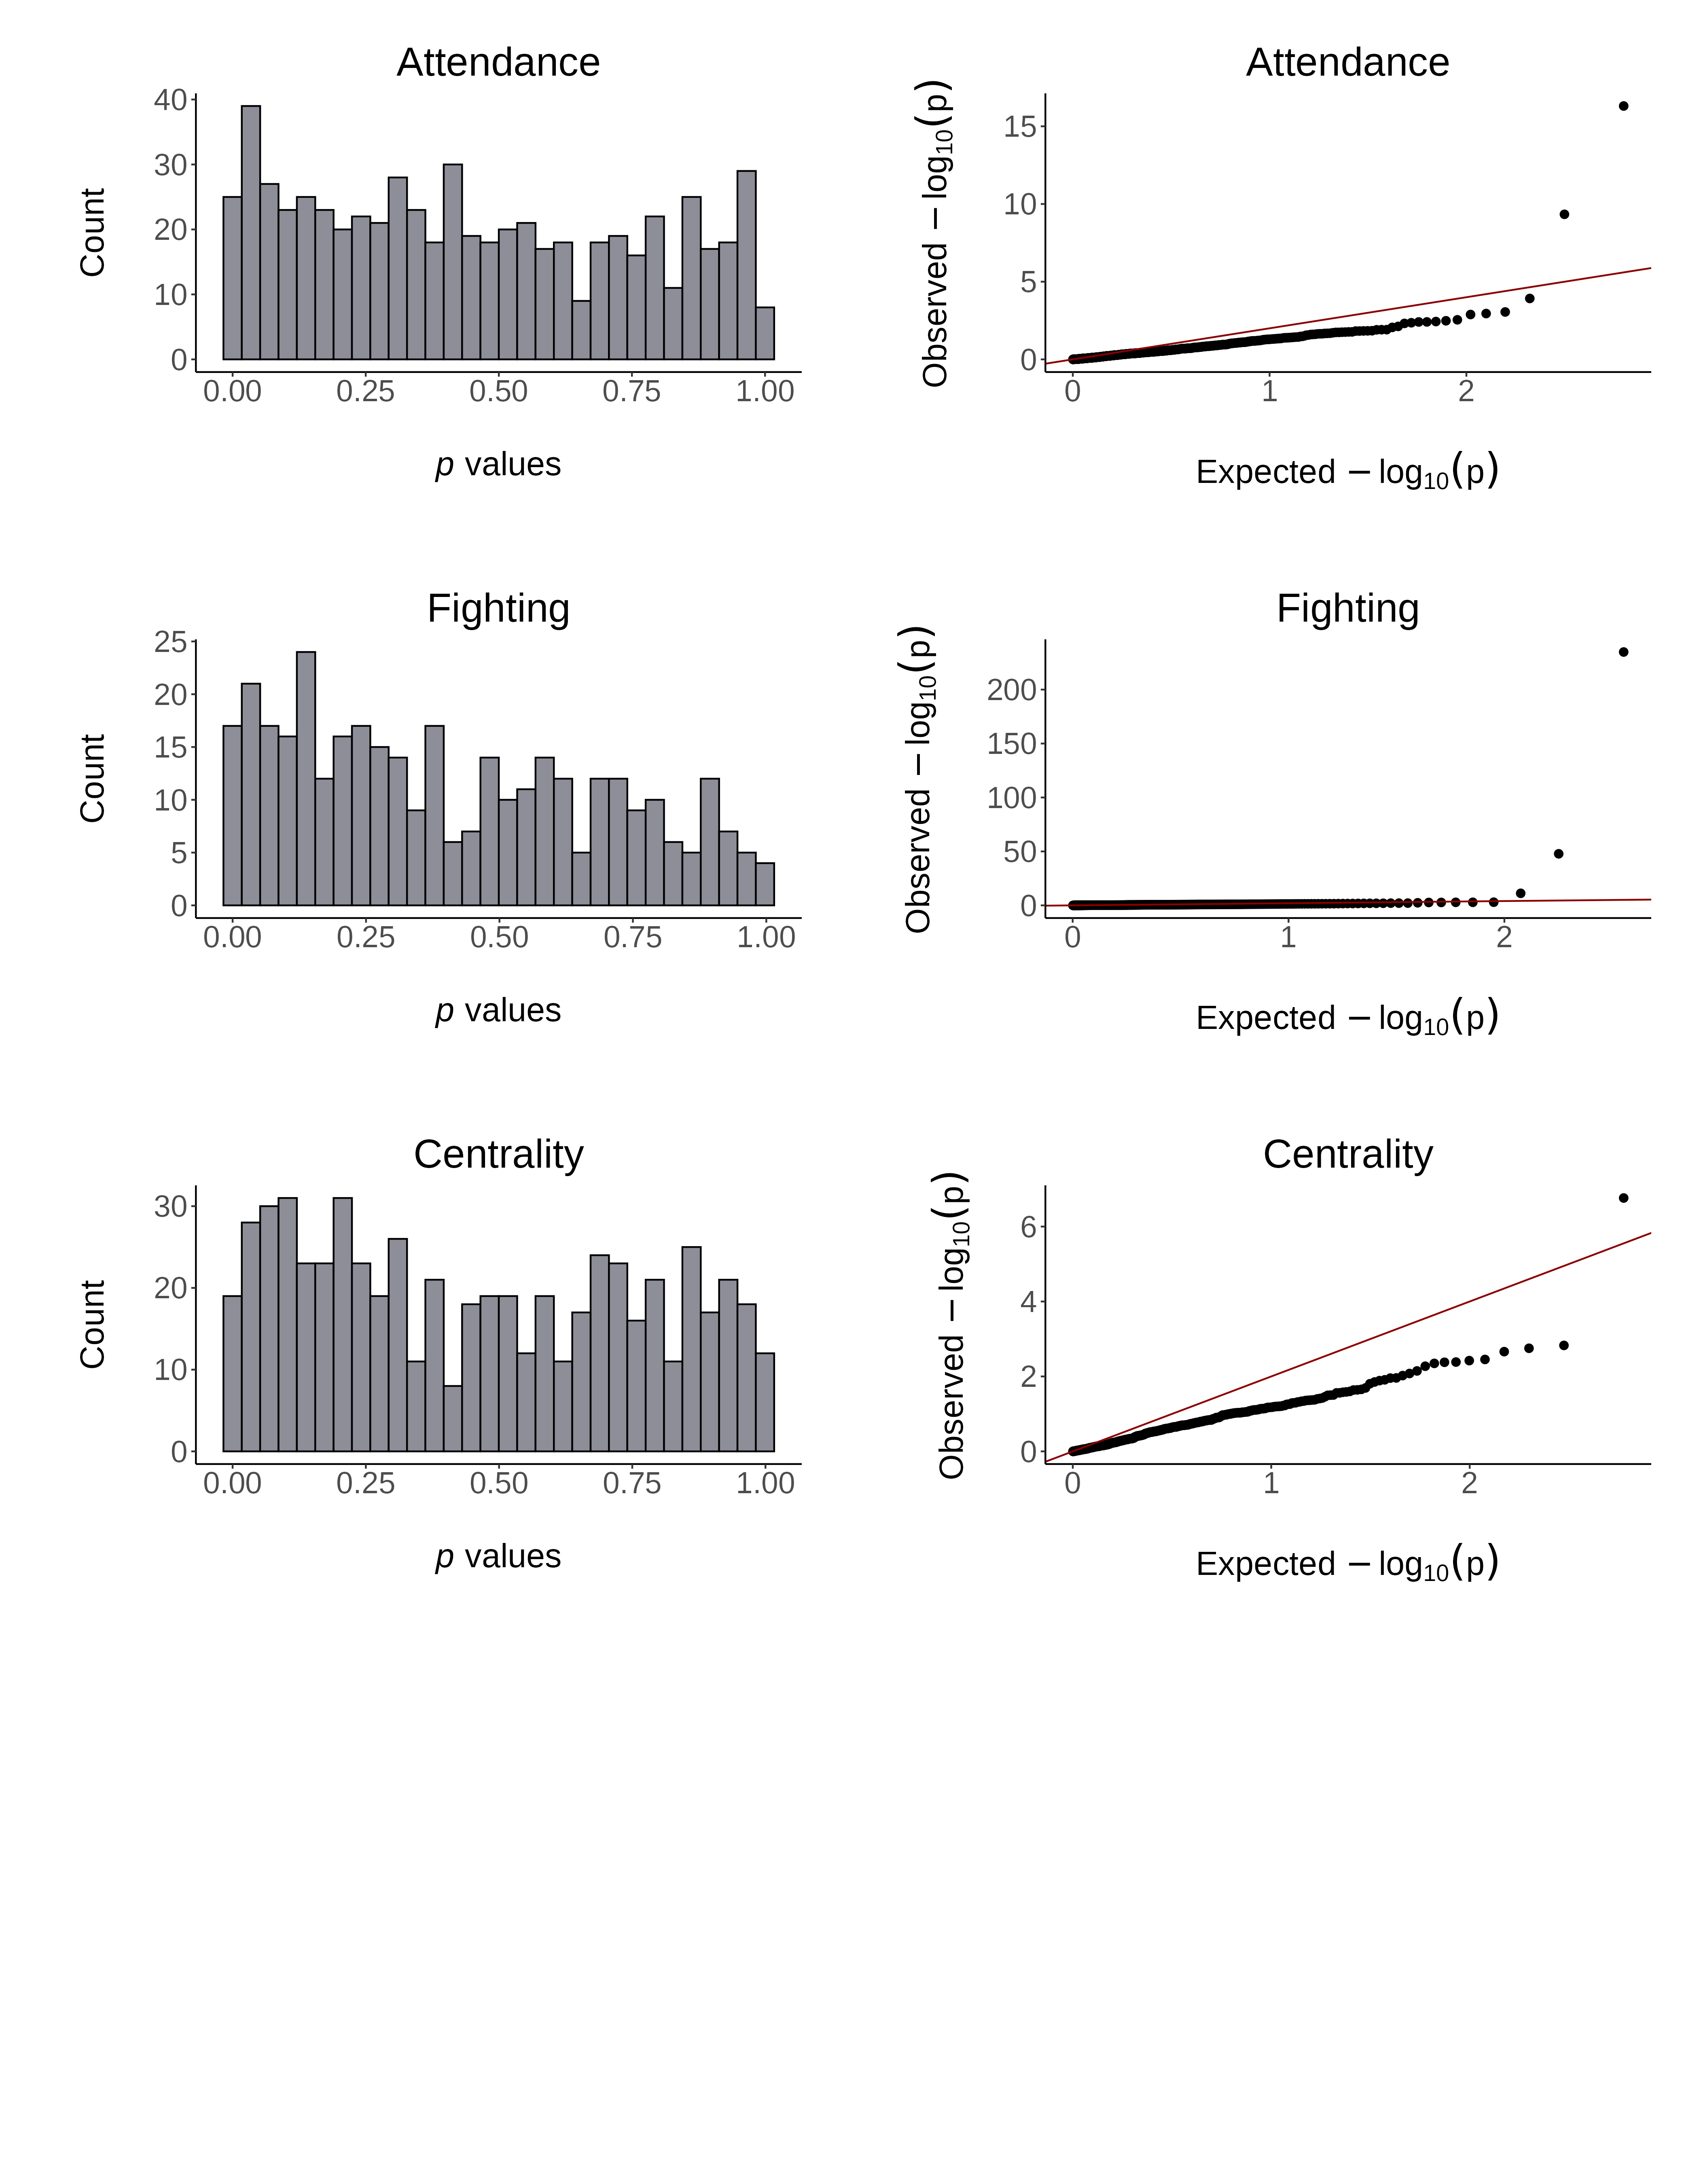 Attendance
40
30
20
10
0
Count
0.00 0.25 0.50 0.75 1.00
p values
Attendance
15
10
5
0
Observed −log10(p)
0 1 2
Expected −log10(p)
Fighting
25
20
15
10
5
0
Count
0.00 0.25 0.50 0.75 1.00
p values
Fighting
200
150
100
50
0
Observed −log10(p)
0 1 2
Expected −log10(p)
Centrality
30
20
10
0
Count
0.00 0.25 0.50 0.75 1.00
p values
Centrality
6
4
2
0
Observed −log10(p)
0 1 2
Expected −log10(p)